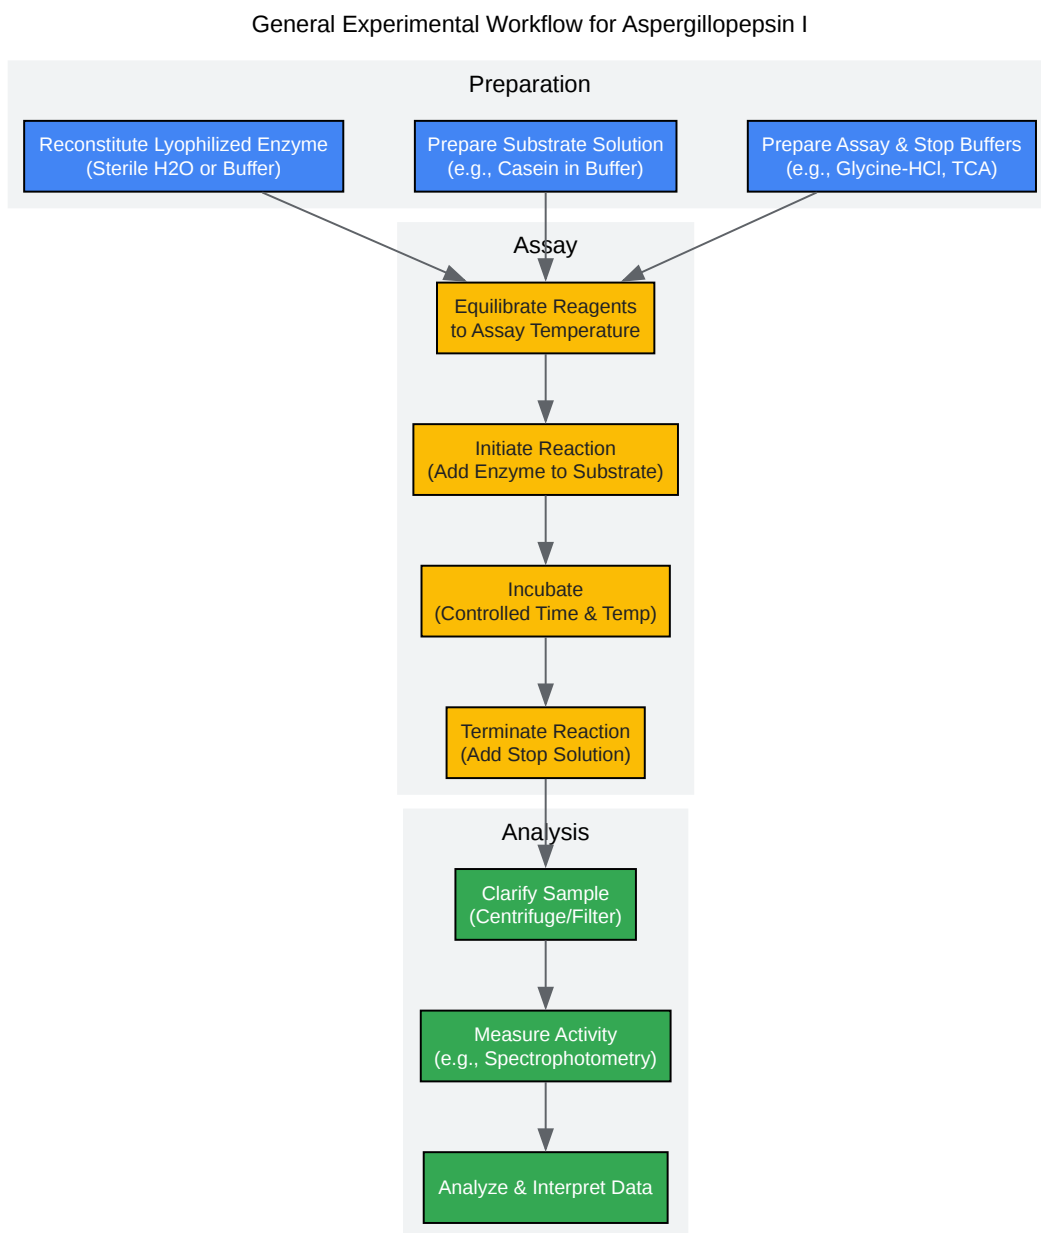 General Experimental Workflow for Aspergillopepsin I
Preparation
Reconstitute Lyophilized Enzyme
(Sterile H2O or Buffer)
Prepare Substrate Solution
(e.g., Casein in Buffer)
Prepare Assay & Stop Buffers
(e.g., Glycine-HCl, TCA)
Assay
Equilibrate Reagents
to Assay Temperature
Initiate Reaction
(Add Enzyme to Substrate)
Incubate
(Controlled Time & Temp)
Terminate Reaction
(Add Stop Solution)
Analysis
Clarify Sample
(Centrifuge/Filter)
Measure Activity
(e.g., Spectrophotometry)
Analyze & Interpret Data